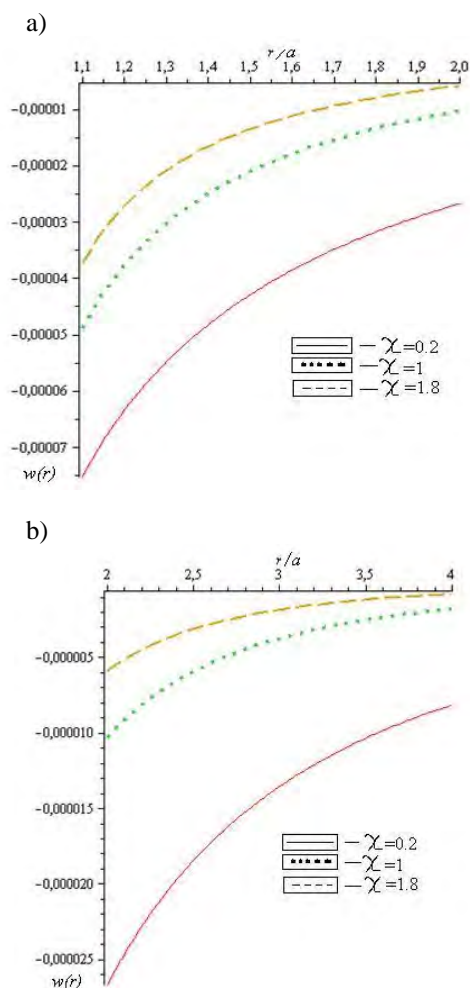 a)
r/a
1,1 1,2 1,3 1,4 1,5 1,6 1,7 1,8 1,9 2,0
-0,00001
-0,00002
-0,00003
-0,00004
-0,00005
-0,00006
-0,00007
w(r)
— χ=0.2
— χ=1
— χ=1.8
b)
r/a
2 2,5 3 3,5 4
-0,000005
-0,000010
-0,000015
-0,000020
-0,000025
w(r)
— χ=0.2
— χ=1
— χ=1.8